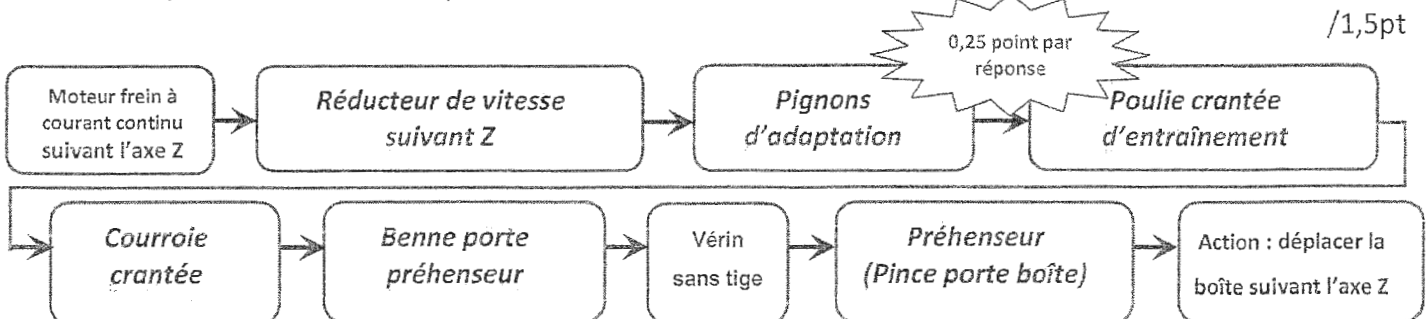 /1,5pt
0,25 point par
réponse
Moteur frein à
courant continu
suivant l'axe Z
Réducteur de vitesse
suivant Z
Pignons
d'adaptation
Poulie crantée
d'entraînement
Courroie
crantée
Benne porte
préhenseur
Vérin
sans tige
Préhenseur
(Pince porte boîte)
Action : déplacer la
boîte suivant l'axe Z